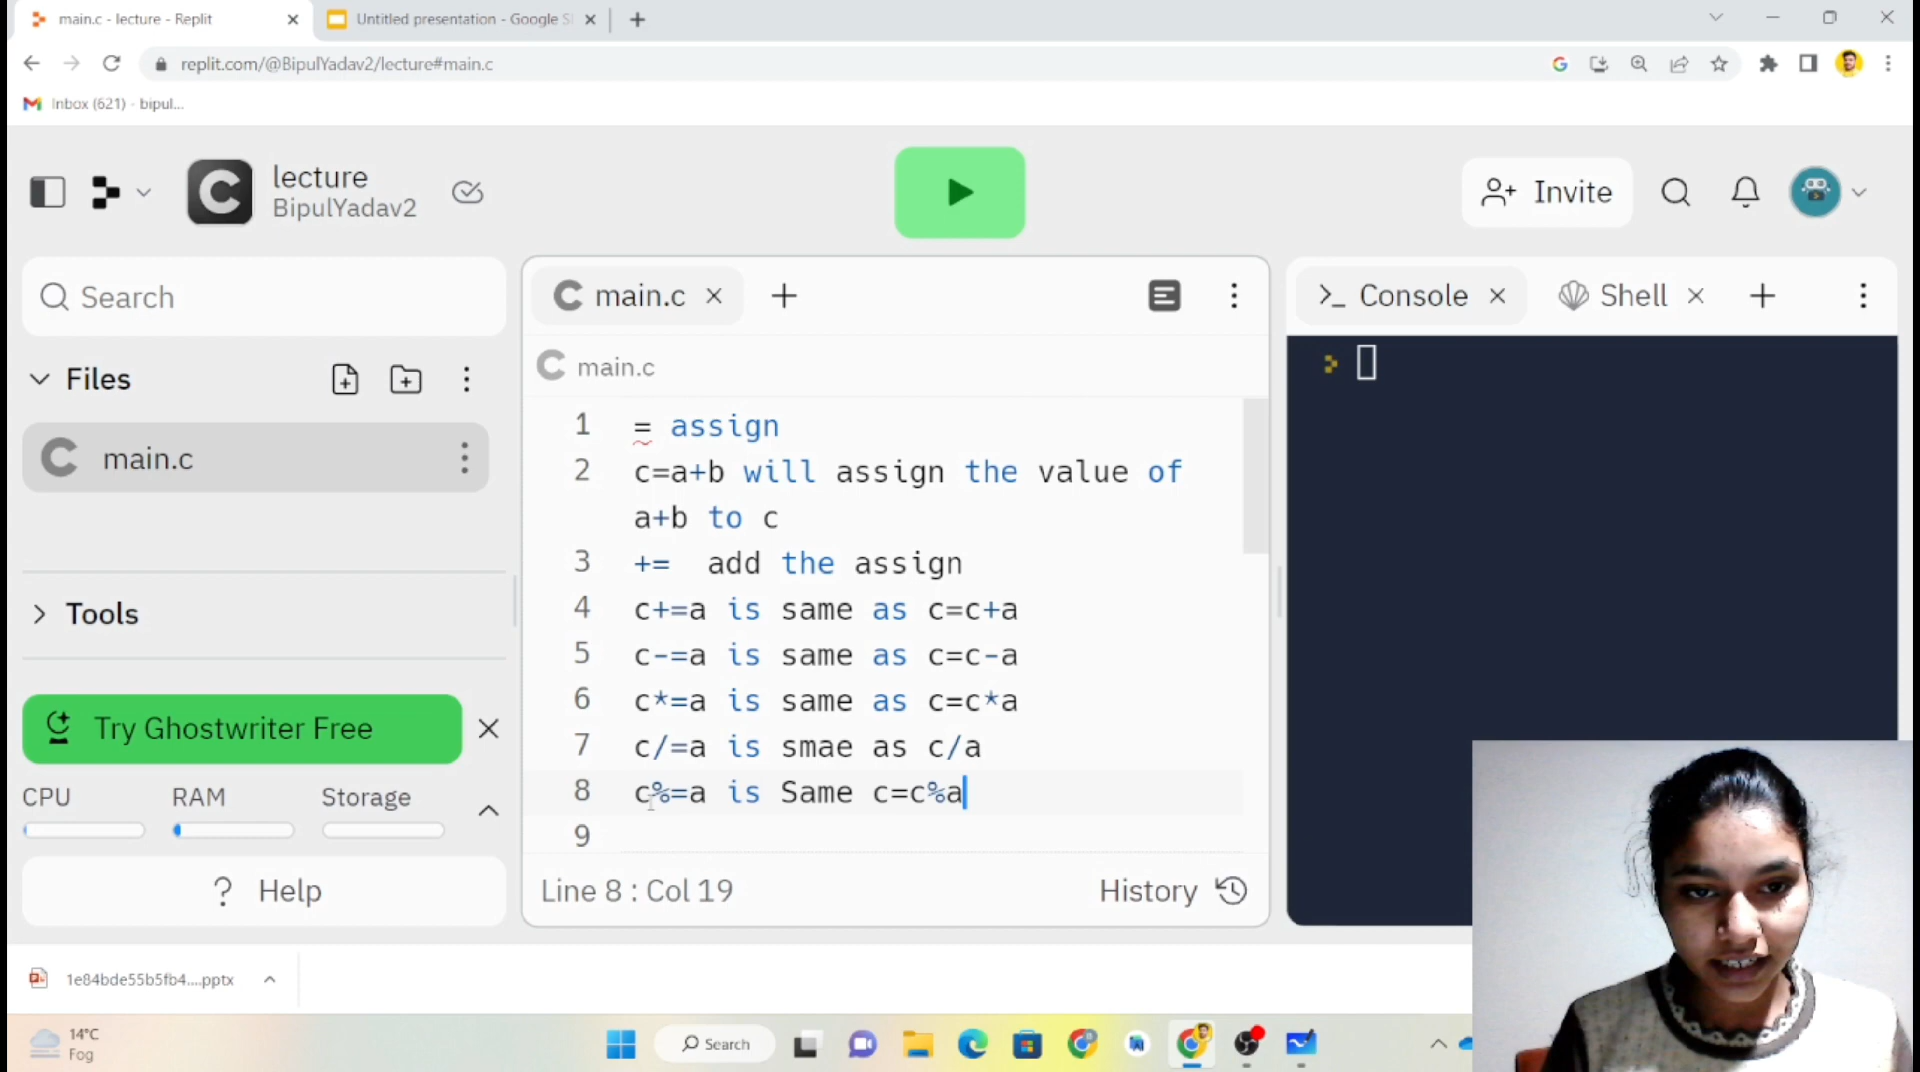 main.c - lecture - Replit
Untitled presentation - Google Sl
replit.com/@BipulYadav2/lecture#main.c
Inbox (621) - bipul...
lecture
BipulYadav2
Invite
Search
Files
main.c
Tools
Try Ghostwriter Free
CPU RAM Storage
Help
main.c
main.c
1 = assign
2 c=a+b will assign the value of
a+b to c
3 += add the assign
4 c+=a is same as c=c+a
5 c-=a is same as c=c-a
6 c*=a is same as c=c*a
7 c/=a is smae as c/a
8 c%=a is Same c=c%a
9
Line 8 : Col 19
History
Console
Shell
1e84bde55b5fb4....pptx
14°C
Fog
Search